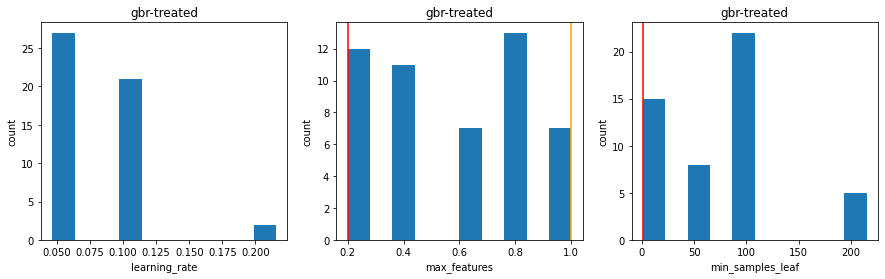 gbr-treated
count
25
20
15
10
5
0
0.050 0.075 0.100 0.125 0.150 0.175 0.200
learning_rate
gbr-treated
count
12
10
8
6
4
2
0
0.2 0.4 0.6 0.8 1.0
max_features
gbr-treated
count
20
15
10
5
0
0 50 100 150 200
min_samples_leaf